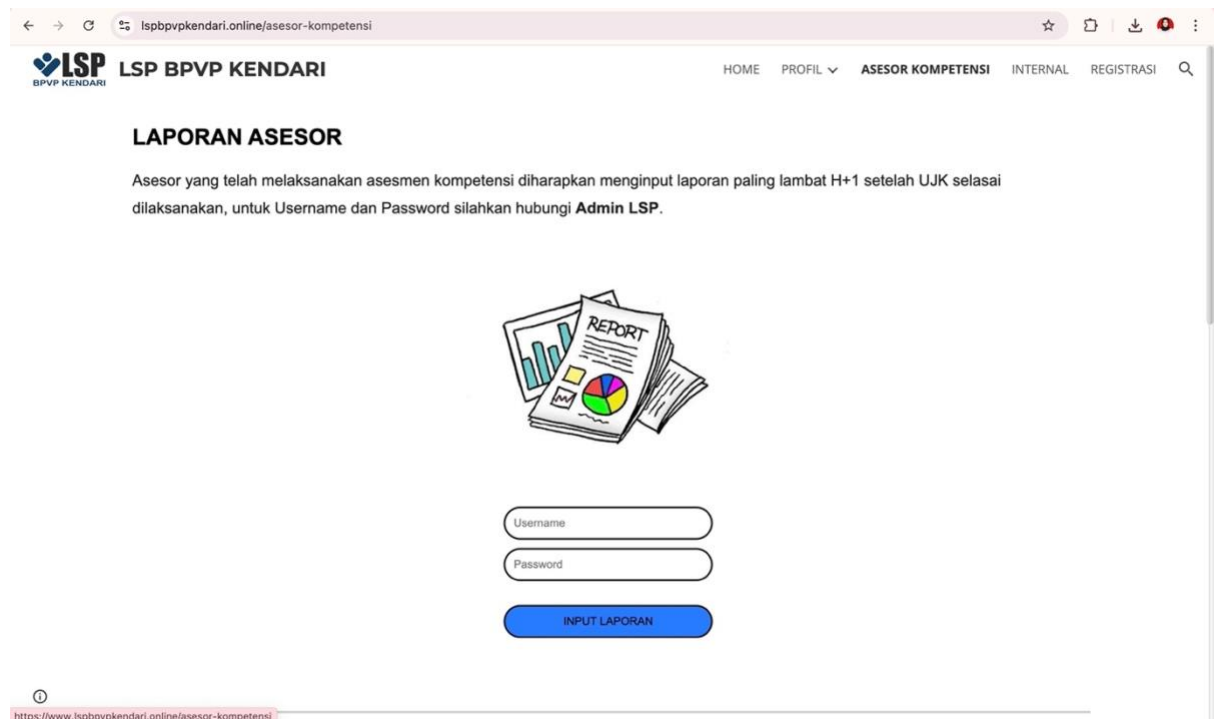 lspbpvpkendari.online/asesor-kompetensi
LSP
BPVP KENDARI
LSP BPVP KENDARI
HOME PROFIL ASESOR KOMPETENSI INTERNAL REGISTRASI
LAPORAN ASESOR
Asesor yang telah melaksanakan asesmen kompetensi diharapkan menginput laporan paling lambat H+1 setelah UJK selasai
dilaksanakan, untuk Username dan Password silahkan hubungi Admin LSP.
REPORT
Username
Password
INPUT LAPORAN
https://www.lspbpvpkendari.online/asesor-kompetensi